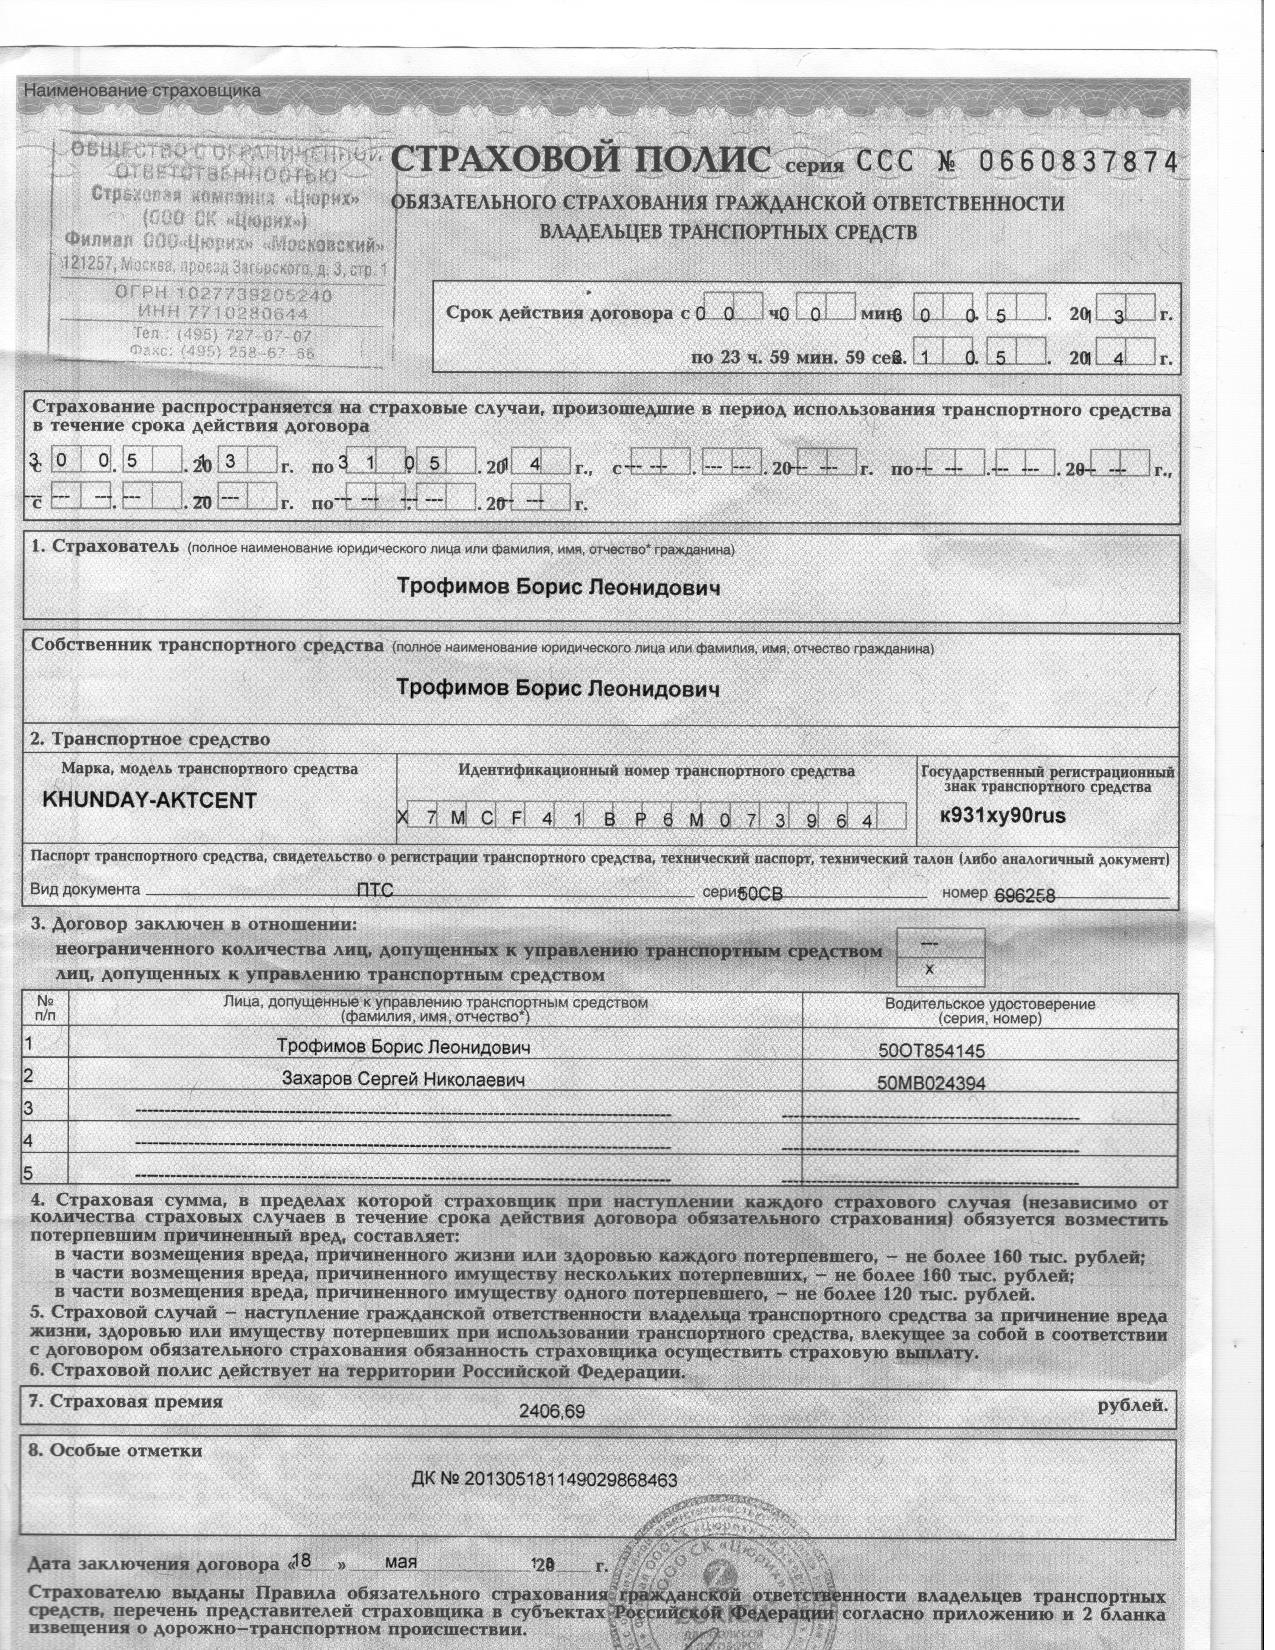 Наименование страховщика
ОБЩЕСТВО С ОГРАНИЧЕННОЙ
ОТВЕТСТВЕННОСТЬЮ
Страховая компания «Цюрих»
(ООО СК «Цюрих»)
Филиал ООО«Цюрих» «Московский»
121257, Москва, проезд Загорского, д. 3, стр. 1
ОГРН 1027739205240
ИНН 7710280644
Тел.: (495) 727-07-07
Факс: (495) 258-67-66
СТРАХОВОЙ ПОЛИС серия ССС № 0660837874
ОБЯЗАТЕЛЬНОГО СТРАХОВАНИЯ ГРАЖДАНСКОЙ ОТВЕТСТВЕННОСТИ
ВЛАДЕЛЬЦЕВ ТРАНСПОРТНЫХ СРЕДСТВ
Срок действия договора с 0 0 ч 0 0 мин. 3 0 0 5 . 20 1 3 г.
по 23 ч. 59 мин. 59 сек. 3 1 0 5 . 20 1 4 г.
Страхование распространяется на страховые случаи, произошедшие в период использования транспортного средства
в течение срока действия договора
с 3 0 0 5 . 20 1 3 г. по 3 1 0 5 . 20 1 4 г., с --- --- . --- --- . 20 --- --- г. по --- --- . --- --- . 20 --- --- г.,
с --- --- . --- . 20 --- г. по --- --- . --- . 20 --- г.
1. Страхователь (полное наименование юридического лица или фамилия, имя, отчество* гражданина)
Трофимов Борис Леонидович
Собственник транспортного средства (полное наименование юридического лица или фамилия, имя, отчество гражданина)
Трофимов Борис Леонидович
2. Транспортное средство
Марка, модель транспортного средства
KHUNDAY-AKTCENT
Идентификационный номер транспортного средства
X 7 M C F 4 1 B P 6 M 0 7 3 9 6 4
Государственный регистрационный
знак транспортного средства
к931ху90rus
Паспорт транспортного средства, свидетельство о регистрации транспортного средства, технический паспорт, технический талон (либо аналогичный документ)
Вид документа ПТС серия 50СВ номер 696258
3. Договор заключен в отношении:
неограниченного количества лиц, допущенных к управлению транспортным средством ---
лиц, допущенных к управлению транспортным средством х
№ п/п Лица, допущенные к управлению транспортным средством (фамилия, имя, отчество*) Водительское удостоверение (серия, номер)
1 Трофимов Борис Леонидович 50ОТ854145
2 Захаров Сергей Николаевич 50МВ024394
3
4
5
4. Страховая сумма, в пределах которой страховщик при наступлении каждого страхового случая (независимо от
количества страховых случаев в течение срока действия договора обязательного страхования) обязуется возместить
потерпевшим причиненный вред, составляет:
в части возмещения вреда, причиненного жизни или здоровью каждого потерпевшего, – не более 160 тыс. рублей;
в части возмещения вреда, причиненного имуществу нескольких потерпевших, – не более 160 тыс. рублей;
в части возмещения вреда, причиненного имуществу одного потерпевшего, – не более 120 тыс. рублей.
5. Страховой случай – наступление гражданской ответственности владельца транспортного средства за причинение вреда
жизни, здоровью или имуществу потерпевших при использовании транспортного средства, влекущее за собой в соответствии
с договором обязательного страхования обязанность страховщика осуществить страховую выплату.
6. Страховой полис действует на территории Российской Федерации.
7. Страховая премия 2406,69 рублей.
8. Особые отметки
ДК № 201305181149029868463
ООО СК «Цюрих»
Дата заключения договора «18» мая 20 г.
Страхователю выданы Правила обязательного страхования гражданской ответственности владельцев транспортных
средств, перечень представителей страховщика в субъектах Российской Федерации согласно приложению и 2 бланка
извещения о дорожно-транспортном происшествии.